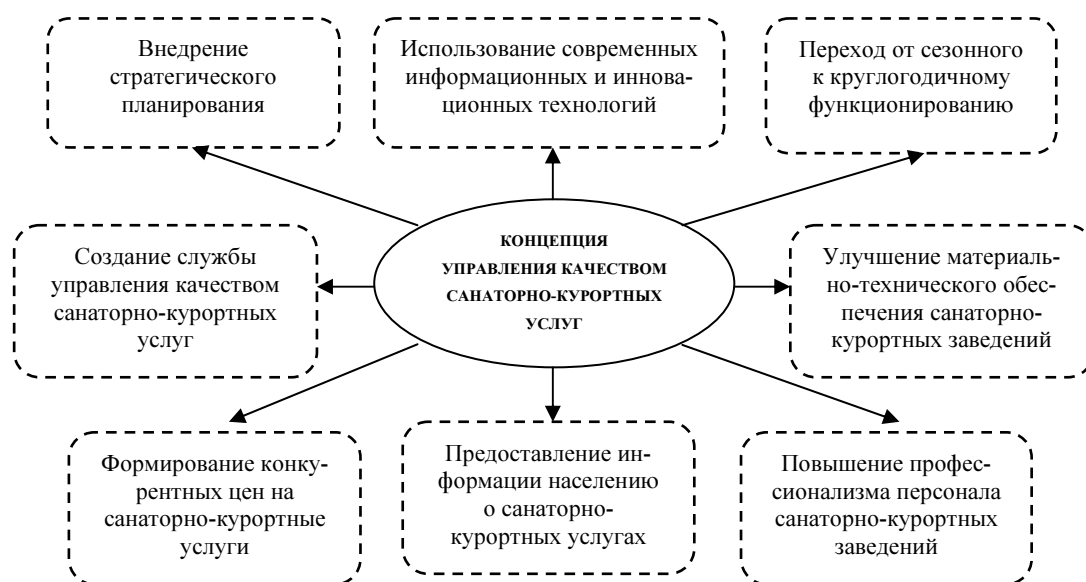 Внедрение
стратегического
планирования
Использование современных
информационных и иннова-
ционных технологий
Переход от сезонного
к круглогодичному
функционированию
Создание службы
управления качеством
санаторно-курортных
услуг
КОНЦЕПЦИЯ
УПРАВЛЕНИЯ КАЧЕСТВОМ
САНАТОРНО-КУРОРТНЫХ
УСЛУГ
Улучшение материаль-
но-технического обес-
печения санаторно-
курортных заведений
Формирование конку-
рентных цен на
санаторно-курортные
услуги
Предоставление ин-
формации населению
о санаторно-
курортных услугах
Повышение профес-
сионализма персонала
санаторно-курортных
заведений